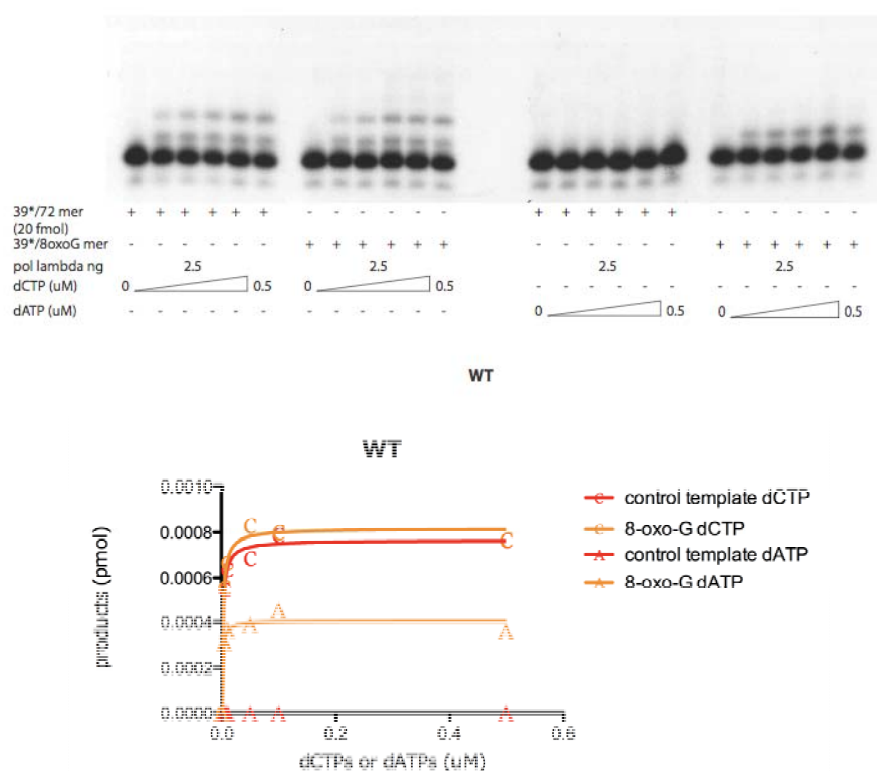 39*/72 mer + + + + + + - - - - - - + + + + + + - - - - - -
(20 fmol)
39*/8oxoG mer - - - - - - + + + + + + - - - - - - + + + + + +
pol lambda ng 2.5 2.5 2.5 2.5
dCTP (uM) 0 0.5 0 0.5 - - - - - - - - - - - -
dATP (uM) - - - - - - - - - - - - 0 0.5 0 0.5
WT
WT
0.0010
0.0008
0.0006
0.0004
0.0002
0.0000
products (pmol)
0.0 0.2 0.4 0.6
dCTPs or dATPs (uM)
C control template dCTP
C 8-oxo-G dCTP
A control template dATP
A 8-oxo-G dATP